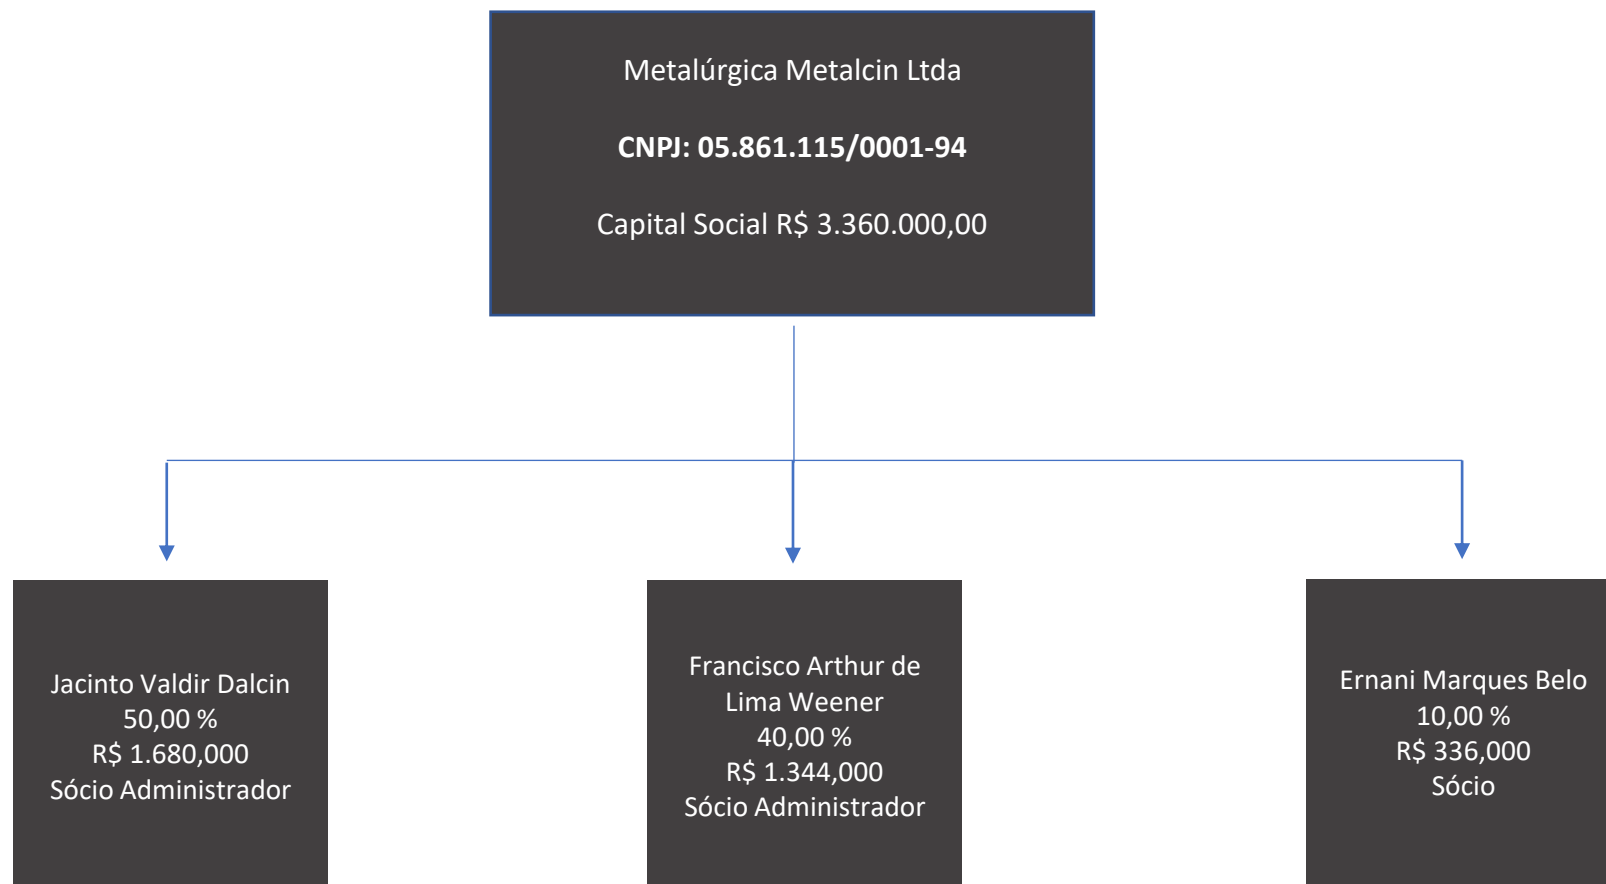 Metalúrgica Metalcin Ltda
CNPJ: 05.861.115/0001-94
Capital Social R$ 3.360.000,00
Jacinto Valdir Dalcin
50,00 %
R$ 1.680,000
Sócio Administrador
Francisco Arthur de
Lima Weener
40,00 %
R$ 1.344,000
Sócio Administrador
Ernani Marques Belo
10,00 %
R$ 336,000
Sócio